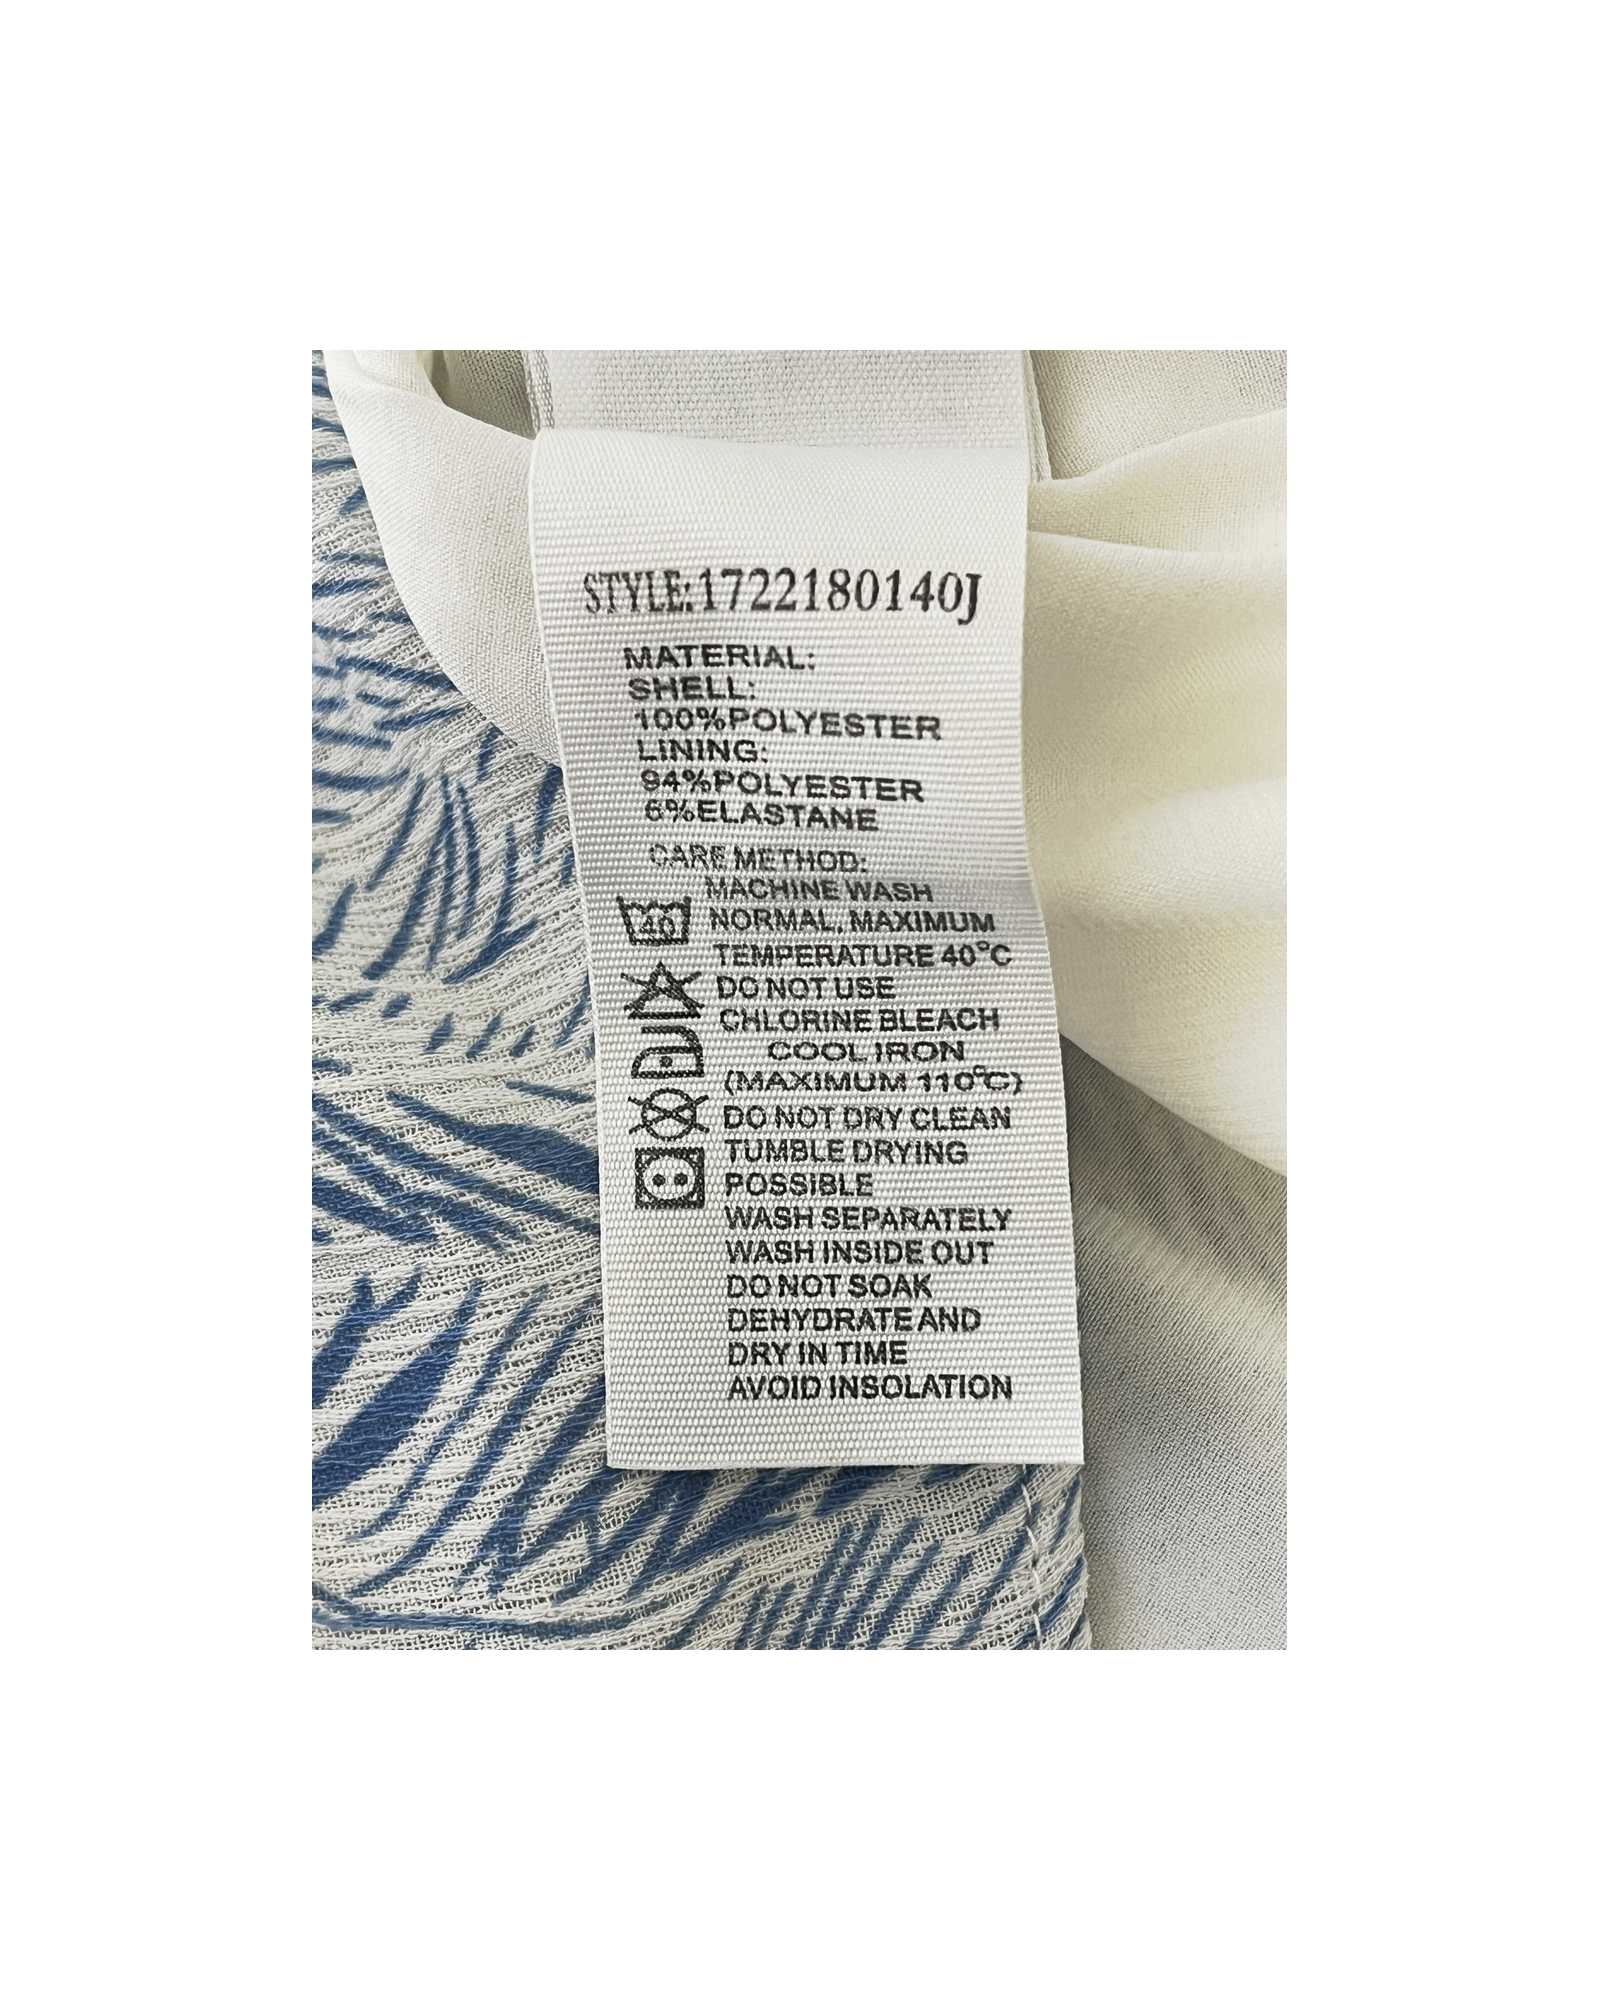 STYLE:1722180140J
MATERIAL:
SHELL:
100%POLYESTER
LINING:
94%POLYESTER
6%ELASTANE
CARE METHOD:
MACHINE WASH
40 NORMAL, MAXIMUM
TEMPERATURE 40°C
DO NOT USE
CHLORINE BLEACH
COOL IRON
(MAXIMUM 110°C)
DO NOT DRY CLEAN
TUMBLE DRYING
POSSIBLE
WASH SEPARATELY
WASH INSIDE OUT
DO NOT SOAK
DEHYDRATE AND
DRY IN TIME
AVOID INSOLATION